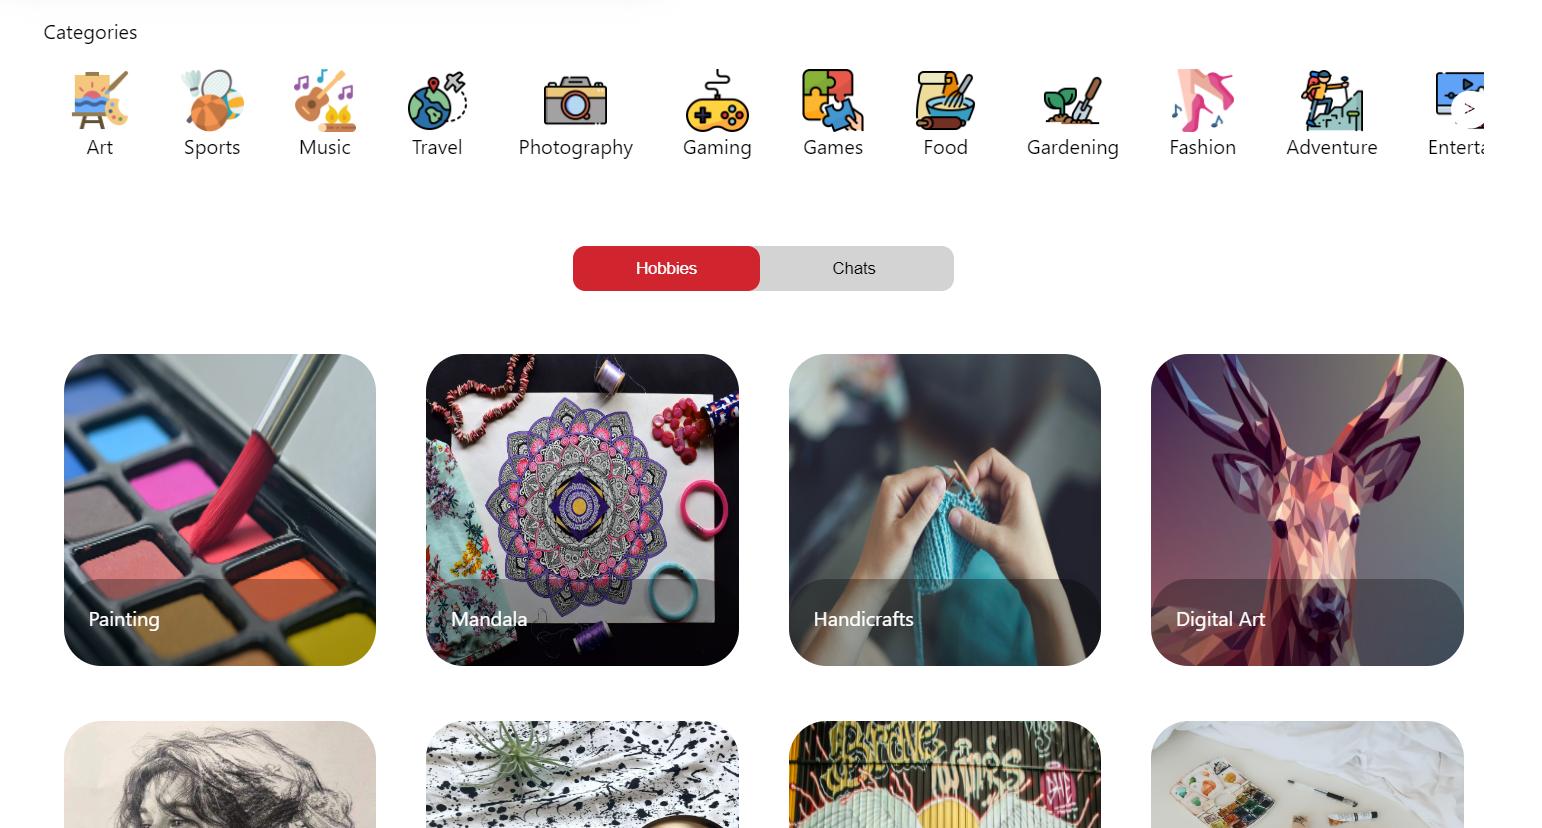 Categories
Art
Sports
Music
Travel
Photography
Gaming
Games
Food
Gardening
Fashion
Adventure
Enterta
>
Hobbies
Chats
Painting
Mandala
Handicrafts
Digital Art